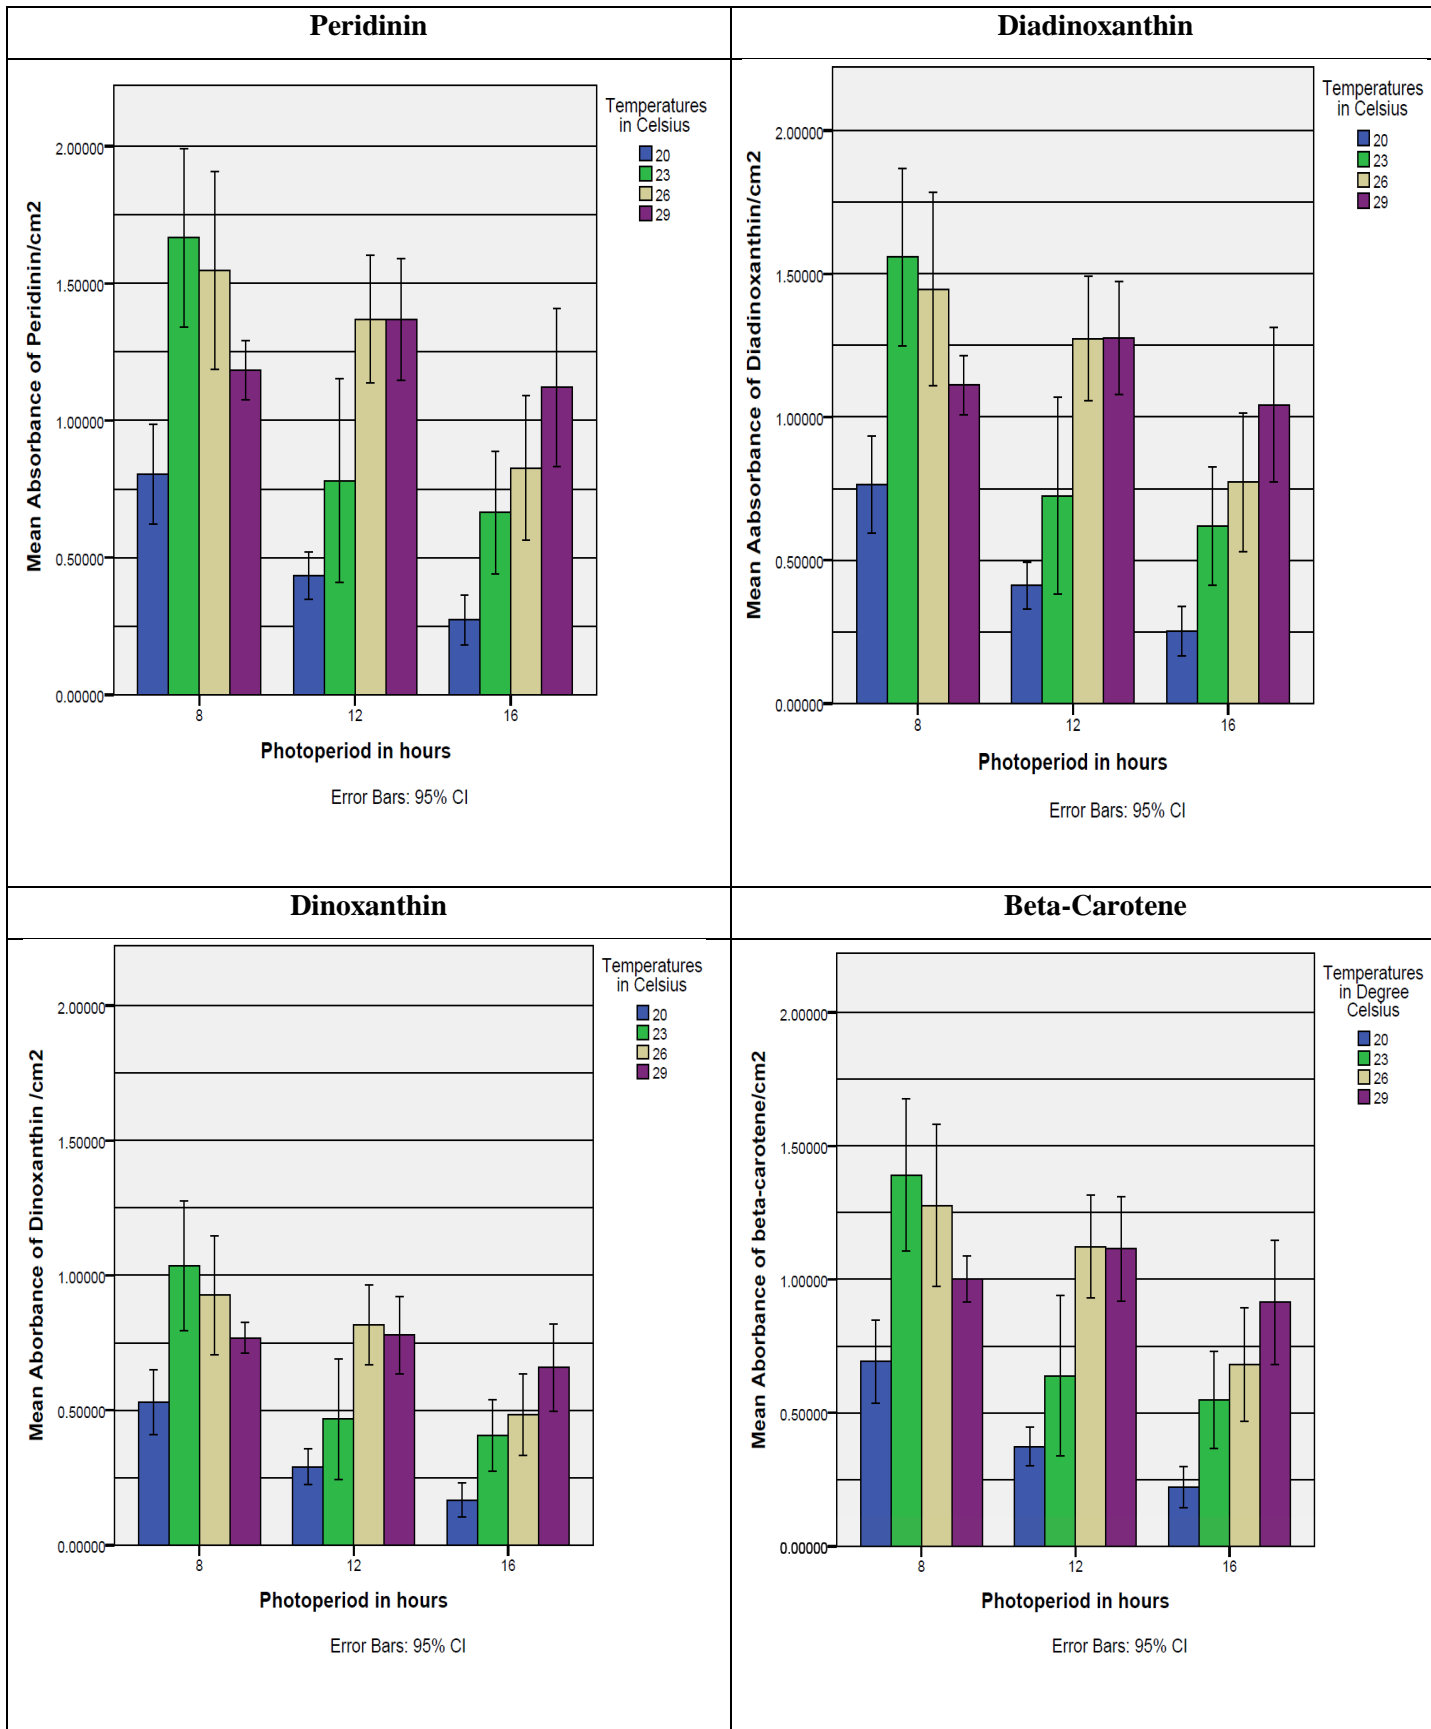 Peridinin
Temperatures
in Celsius
20
23
26
29
Mean Absorbance of Peridinin/cm2
2.00000
1.50000
1.00000
0.50000
0.00000
8
12
16
Photoperiod in hours
Error Bars: 95% CI
Diadinoxanthin
Temperatures
in Celsius
20
23
26
29
Mean Aabsorbance of Diadinoxanthin/cm2
2.00000
1.50000
1.00000
0.50000
0.00000
8
12
16
Photoperiod in hours
Error Bars: 95% CI
Dinoxanthin
Temperatures
in Celsius
20
23
26
29
Mean Aborbance of Dinoxanthin /cm2
2.00000
1.50000
1.00000
0.50000
0.00000
8
12
16
Photoperiod in hours
Error Bars: 95% CI
Beta-Carotene
Temperatures
in Degree
Celsius
20
23
26
29
Mean Aborbance of beta-carotene/cm2
2.00000
1.50000
1.00000
0.50000
0.00000
8
12
16
Photoperiod in hours
Error Bars: 95% CI